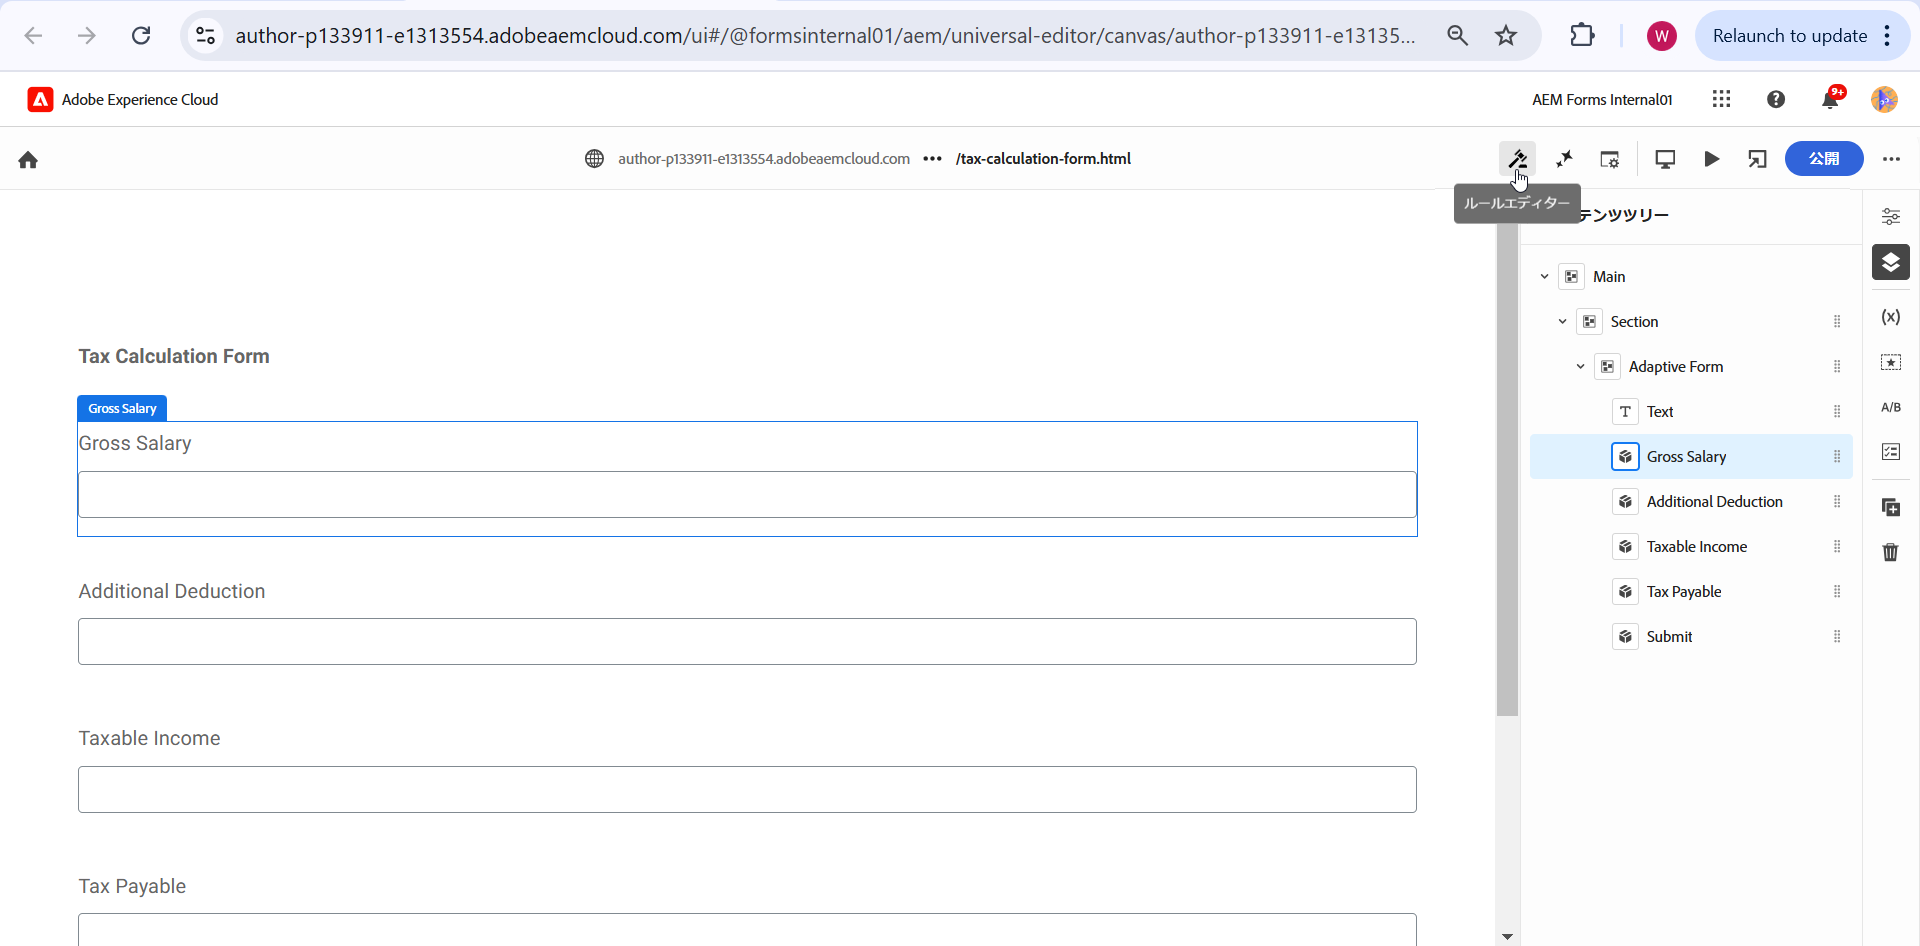 author-p133911-e1313554.adobeaemcloud.com/ui#/@formsinternal01/aem/universal-editor/canvas/author-p133911-e13135...
W
Relaunch to update
Adobe Experience Cloud
AEM Forms Internal01
9+
author-p133911-e1313554.adobeaemcloud.com ••• /tax-calculation-form.html
公開
ルールエディター
テンツツリー
Main
Section
Adaptive Form
Text
Gross Salary
Additional Deduction
Taxable Income
Tax Payable
Submit
(x)
A/B
Tax Calculation Form
Gross Salary
Gross Salary
Additional Deduction
Taxable Income
Tax Payable